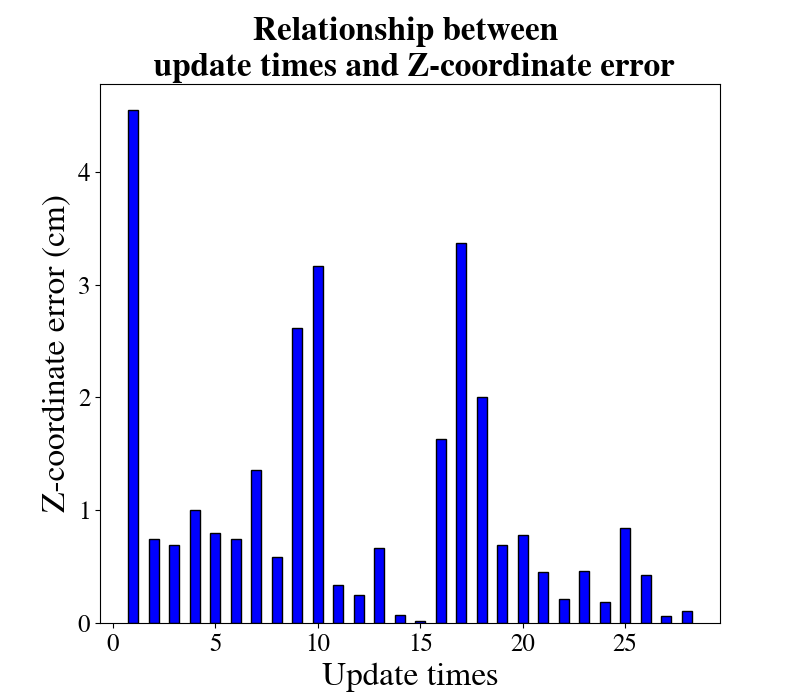 Relationship between
update times and Z-coordinate error
Z-coordinate error (cm)
4
3
2
1
0
0 5 10 15 20 25
Update times